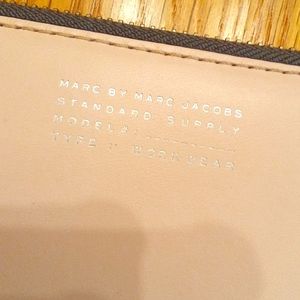 MARC BY MARC JACOBS
STANDARD SUPPLY
MODEL#:
TYPE : WORKWEAR